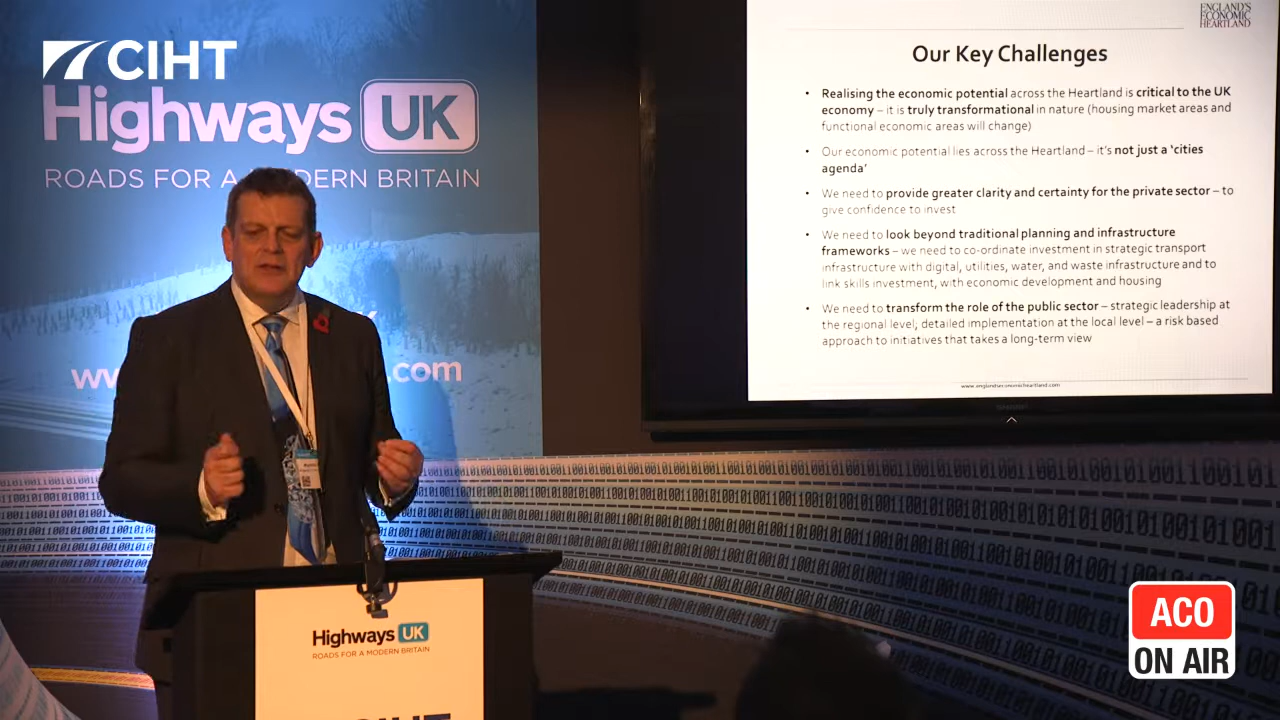 CIHT
Highways UK
ROADS FOR A MODERN BRITAIN
.com
ENGLAND'S
ECONOMIC
HEARTLAND
Our Key Challenges
• Realising the economic potential across the Heartland is critical to the UK
economy – it is truly transformational in nature (housing market areas and
functional economic areas will change)
• Our economic potential lies across the Heartland – it's not just a 'cities
agenda'
• We need to provide greater clarity and certainty for the private sector – to
give confidence to invest
• We need to look beyond traditional planning and infrastructure
frameworks – we need to co-ordinate investment in strategic transport
infrastructure with digital, utilities, water, and waste infrastructure and to
link skills investment, with economic development and housing
• We need to transform the role of the public sector – strategic leadership at
the regional level, detailed implementation at the local level – a risk based
approach to initiatives that takes a long-term view
www.englandseconomicheartland.com
Highways UK
ROADS FOR A MODERN BRITAIN
CIHT
ACO
ON AIR